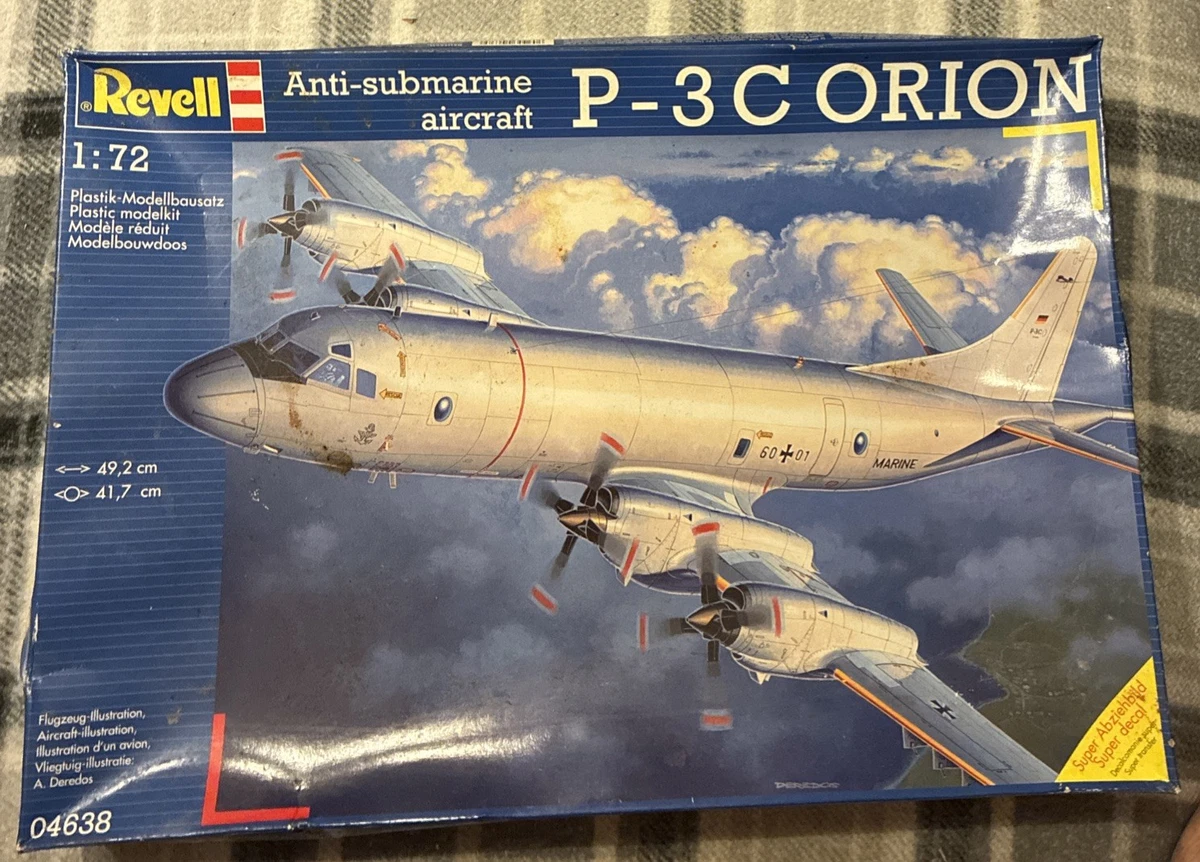 ®Revell
Anti-submarine
aircraft
P-3C ORION
1:72
Plastik-Modellbausatz
Plastic modelkit
Modèle réduit
Modelbouwdoos
49,2 cm
41,7 cm
60 01
MARINE
Flugzeug-Illustration,
Aircraft-illustration,
Illustration d'un avion,
Vliegtuig-illustratie:
A. Deredos
04638
DEREDOS
Super Abziehbild
Super decal